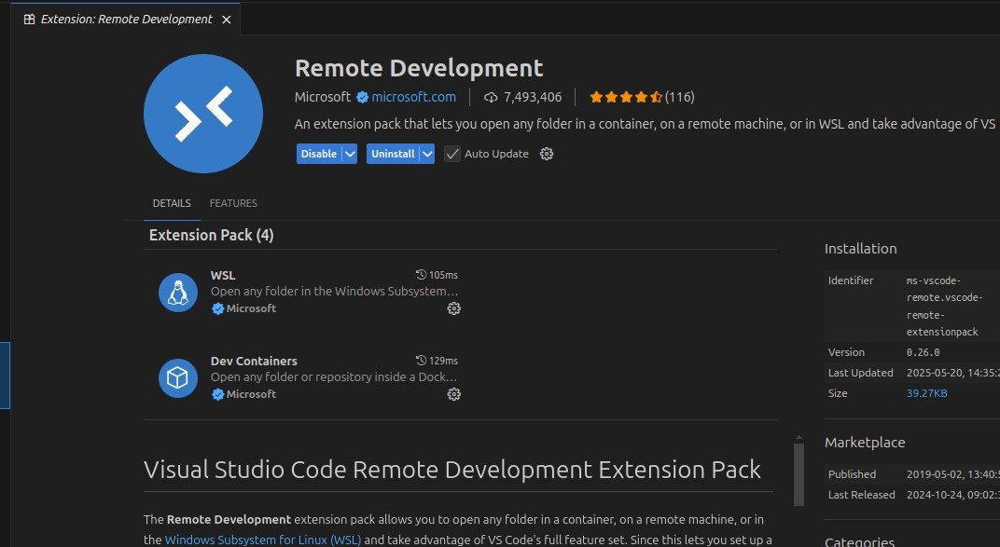 Extension: Remote Development
Remote Development
Microsoft microsoft.com 7,493,406 (116)
An extension pack that lets you open any folder in a container, on a remote machine, or in WSL and take advantage of VS
Disable Uninstall Auto Update
DETAILS FEATURES
Extension Pack (4)
WSL 105ms
Open any folder in the Windows Subsystem…
Microsoft
Dev Containers 129ms
Open any folder or repository inside a Dock…
Microsoft
Visual Studio Code Remote Development Extension Pack
The Remote Development extension pack allows you to open any folder in a container, on a remote machine, or in
the Windows Subsystem for Linux (WSL) and take advantage of VS Code's full feature set. Since this lets you set up a
Installation
Identifier ms-vscode-
remote.vscode-
remote-
extensionpack
Version 0.26.0
Last Updated 2025-05-20, 14:35:
Size 39.27KB
Marketplace
Published 2019-05-02, 13:40:
Last Released 2024-10-24, 09:02:
Categories